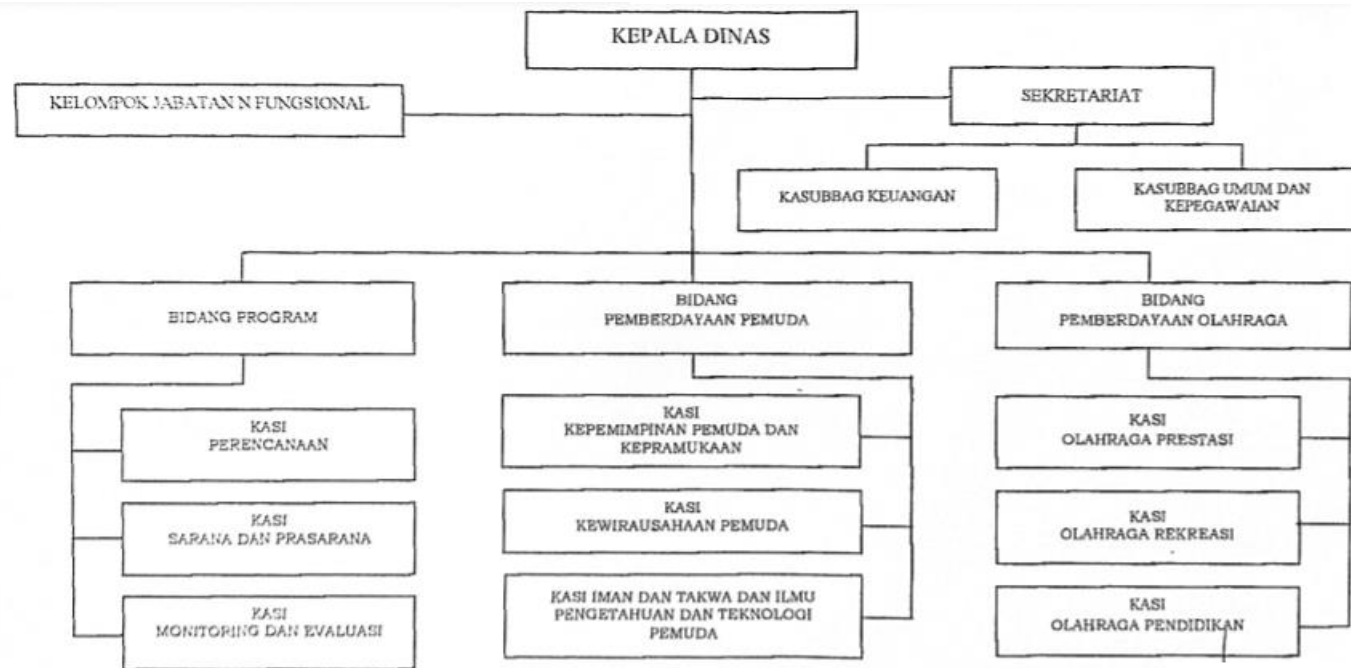 KEPALA DINAS
KELOMPOK JABATAN N FUNGSIONAL
SEKRETARIAT
KASUBBAG KEUANGAN
KASUBBAG UMUM DAN
KEPEGAWAIAN
BIDANG PROGRAM
BIDANG
PEMBERDAYAAN PEMUDA
BIDANG
PEMBERDAYAAN OLAHRAGA
KASI
PERENCANAAN
KASI
SARANA DAN PRASARANA
KASI
MONITORING DAN EVALUASI
KASI
KEPEMIMPINAN PEMUDA DAN
KEPRAMUKAAN
KASI
KEWIRAUSAHAAN PEMUDA
KASI IMAN DAN TAKWA DAN ILMU
PENGETAHUAN DAN TEKNOLOGI
PEMUDA
KASI
OLAHRAGA PRESTASI
KASI
OLAHRAGA REKREASI
KASI
OLAHRAGA PENDIDIKAN